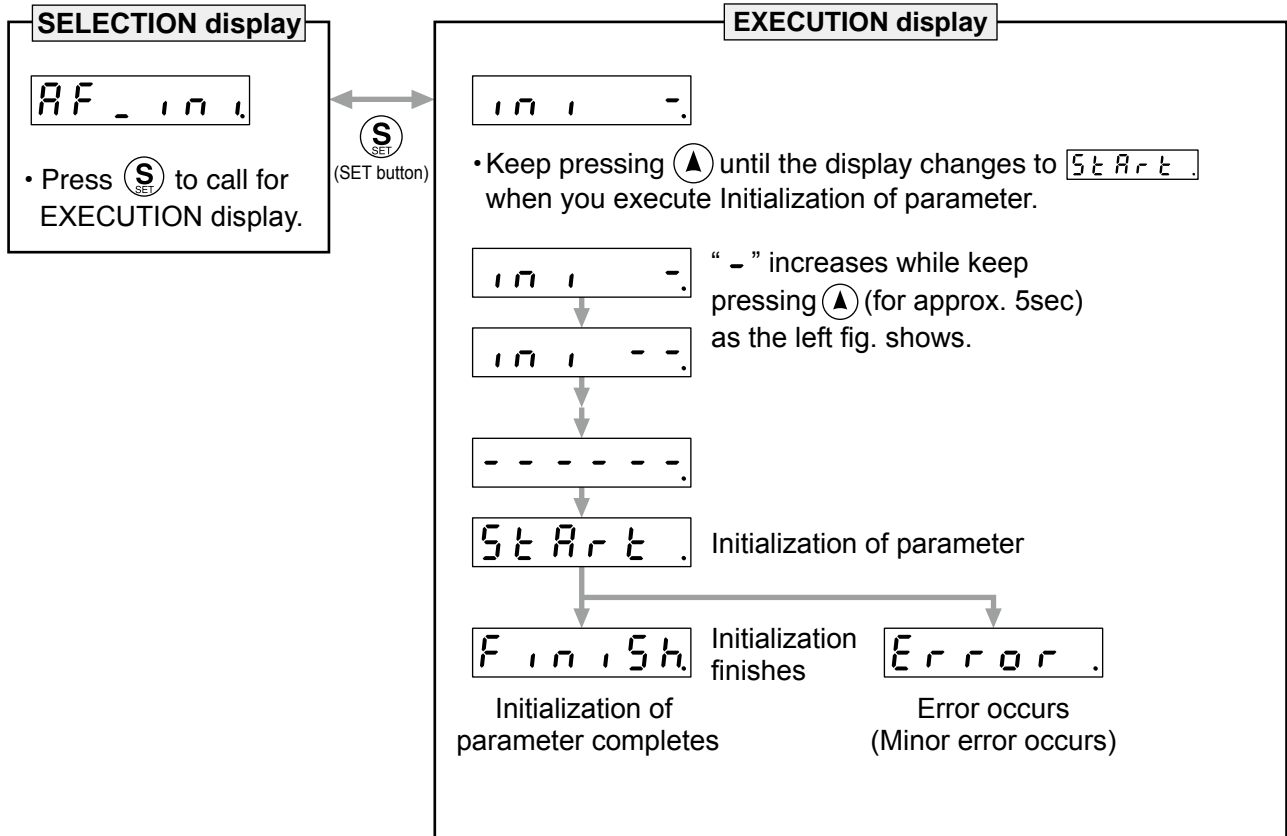 SELECTION display
AF_ini.
• Press S SET to call for
EXECUTION display.
S SET
(SET button)
EXECUTION display
ini -.
• Keep pressing ▲ until the display changes to StArt .
when you execute Initialization of parameter.
ini -.
“ – ” increases while keep
pressing ▲ (for approx. 5sec)
as the left fig. shows.
ini - -.
- - - - - -.
StArt .
Initialization of parameter
FiniSh.
Initialization
finishes
Error .
Initialization of
parameter completes
Error occurs
(Minor error occurs)